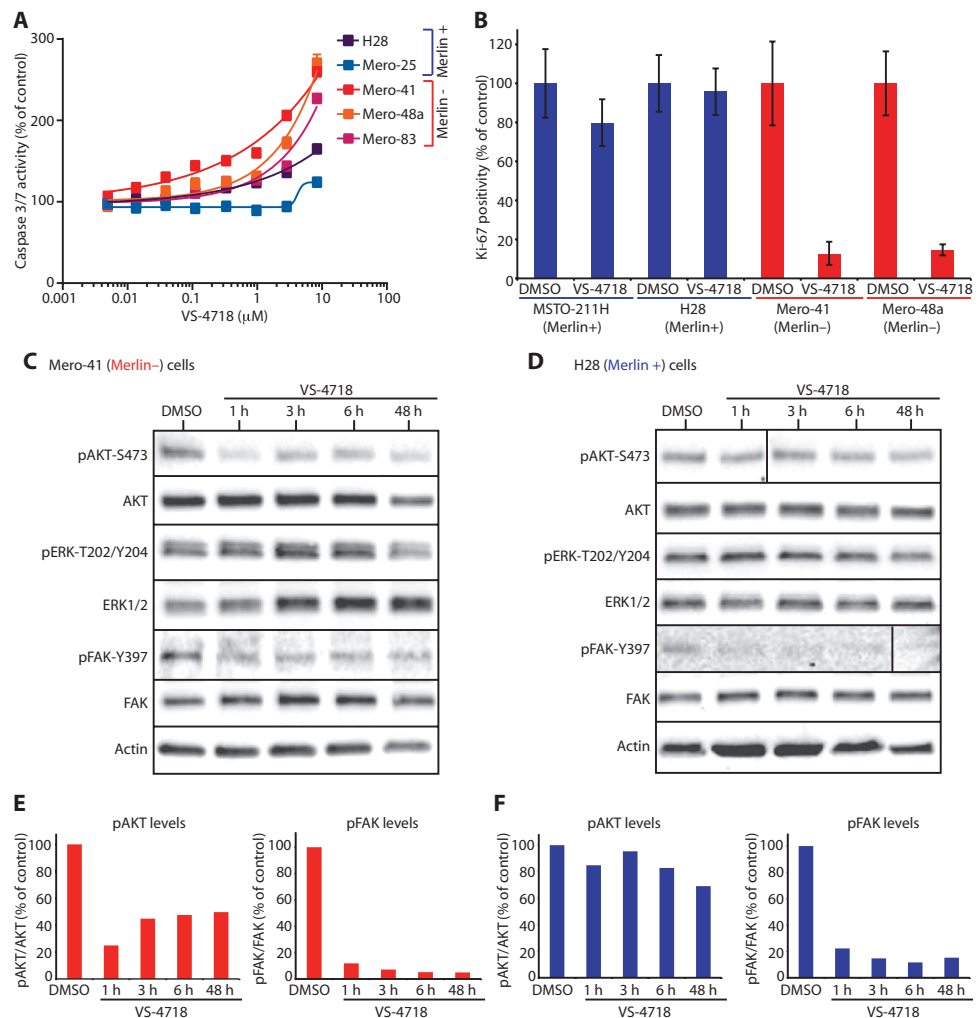 A
Caspase 3/7 activity (% of control)
300
200
100
0
0.001 0.01 0.1 1 10 100
VS-4718 (μM)
H28
Mero-25
Merlin +
Mero-41
Mero-48a
Mero-83
Merlin -
B
Ki-67 positivity (% of control)
120
100
80
60
40
20
0
DMSO VS-4718 DMSO VS-4718 DMSO VS-4718 DMSO VS-4718
MSTO-211H H28 Mero-41 Mero-48a
(Merlin+) (Merlin+) (Merlin–) (Merlin–)
C Mero-41 (Merlin–) cells
VS-4718
DMSO 1 h 3 h 6 h 48 h
pAKT-S473
AKT
pERK-T202/Y204
ERK1/2
pFAK-Y397
FAK
Actin
D H28 (Merlin +) cells
VS-4718
DMSO 1 h 3 h 6 h 48 h
pAKT-S473
AKT
pERK-T202/Y204
ERK1/2
pFAK-Y397
FAK
Actin
E
pAKT levels
pAKT/AKT (% of control)
100
80
60
40
20
0
DMSO 1 h 3 h 6 h 48 h
VS-4718
pFAK levels
pFAK/FAK (% of control)
100
80
60
40
20
0
DMSO 1 h 3 h 6 h 48 h
VS-4718
F
pAKT levels
pAKT/AKT (% of control)
100
80
60
40
20
0
DMSO 1 h 3 h 6 h 48 h
VS-4718
pFAK levels
pFAK/FAK (% of control)
100
80
60
40
20
0
DMSO 1 h 3 h 6 h 48 h
VS-4718